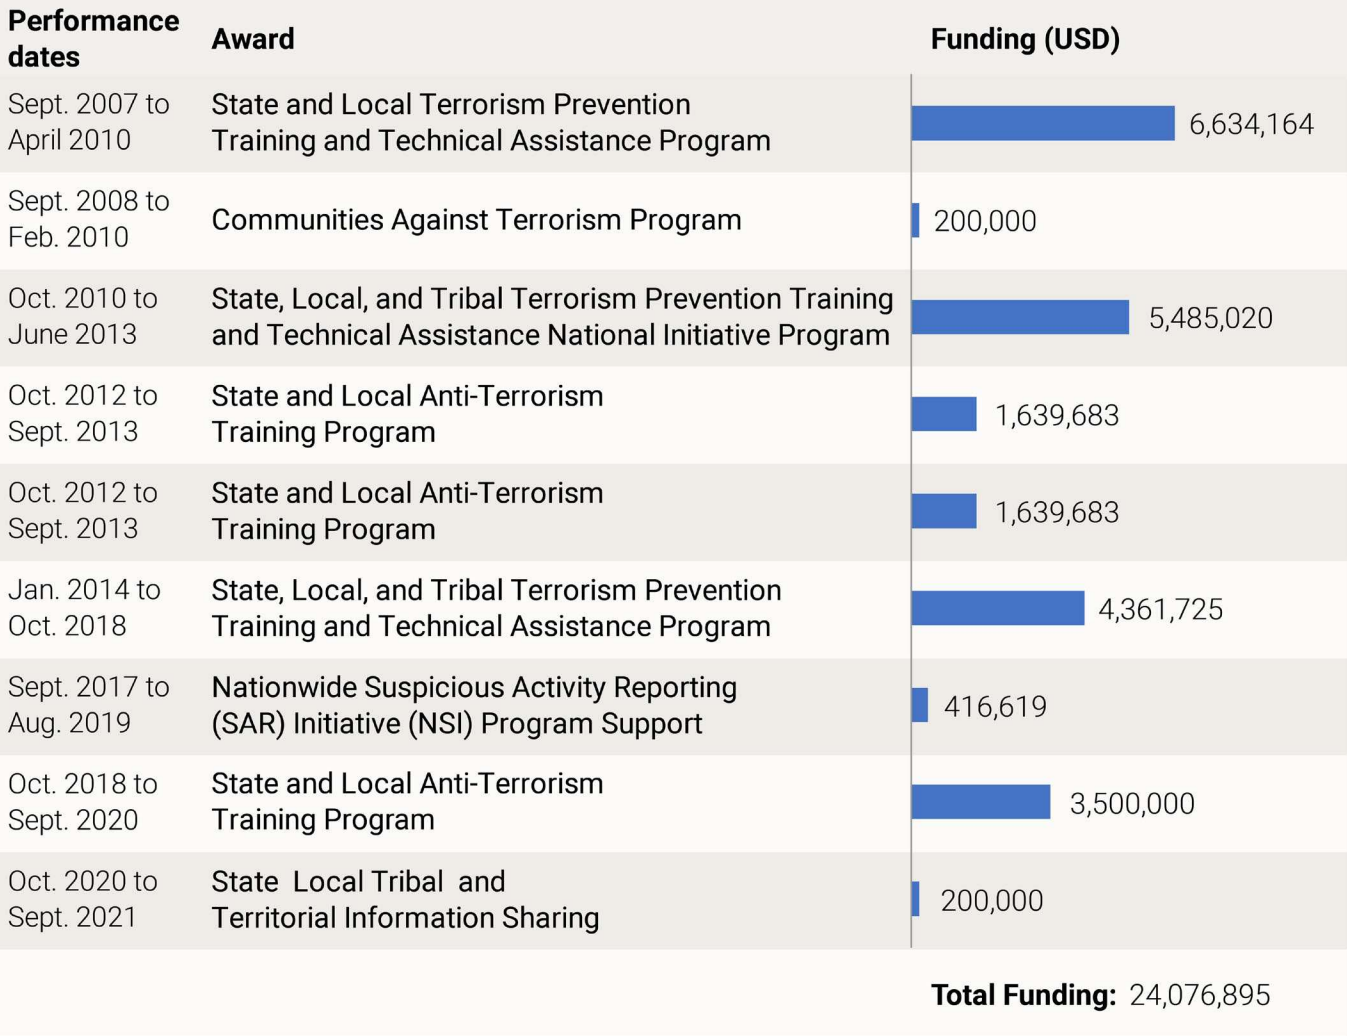 Performance
dates
Award
Funding (USD)
Sept. 2007 to
April 2010
State and Local Terrorism Prevention
Training and Technical Assistance Program
6,634,164
Sept. 2008 to
Feb. 2010
Communities Against Terrorism Program
200,000
Oct. 2010 to
June 2013
State, Local, and Tribal Terrorism Prevention Training
and Technical Assistance National Initiative Program
5,485,020
Oct. 2012 to
Sept. 2013
State and Local Anti-Terrorism
Training Program
1,639,683
Oct. 2012 to
Sept. 2013
State and Local Anti-Terrorism
Training Program
1,639,683
Jan. 2014 to
Oct. 2018
State, Local, and Tribal Terrorism Prevention
Training and Technical Assistance Program
4,361,725
Sept. 2017 to
Aug. 2019
Nationwide Suspicious Activity Reporting
(SAR) Initiative (NSI) Program Support
416,619
Oct. 2018 to
Sept. 2020
State and Local Anti-Terrorism
Training Program
3,500,000
Oct. 2020 to
Sept. 2021
State Local Tribal and
Territorial Information Sharing
200,000
Total Funding: 24,076,895